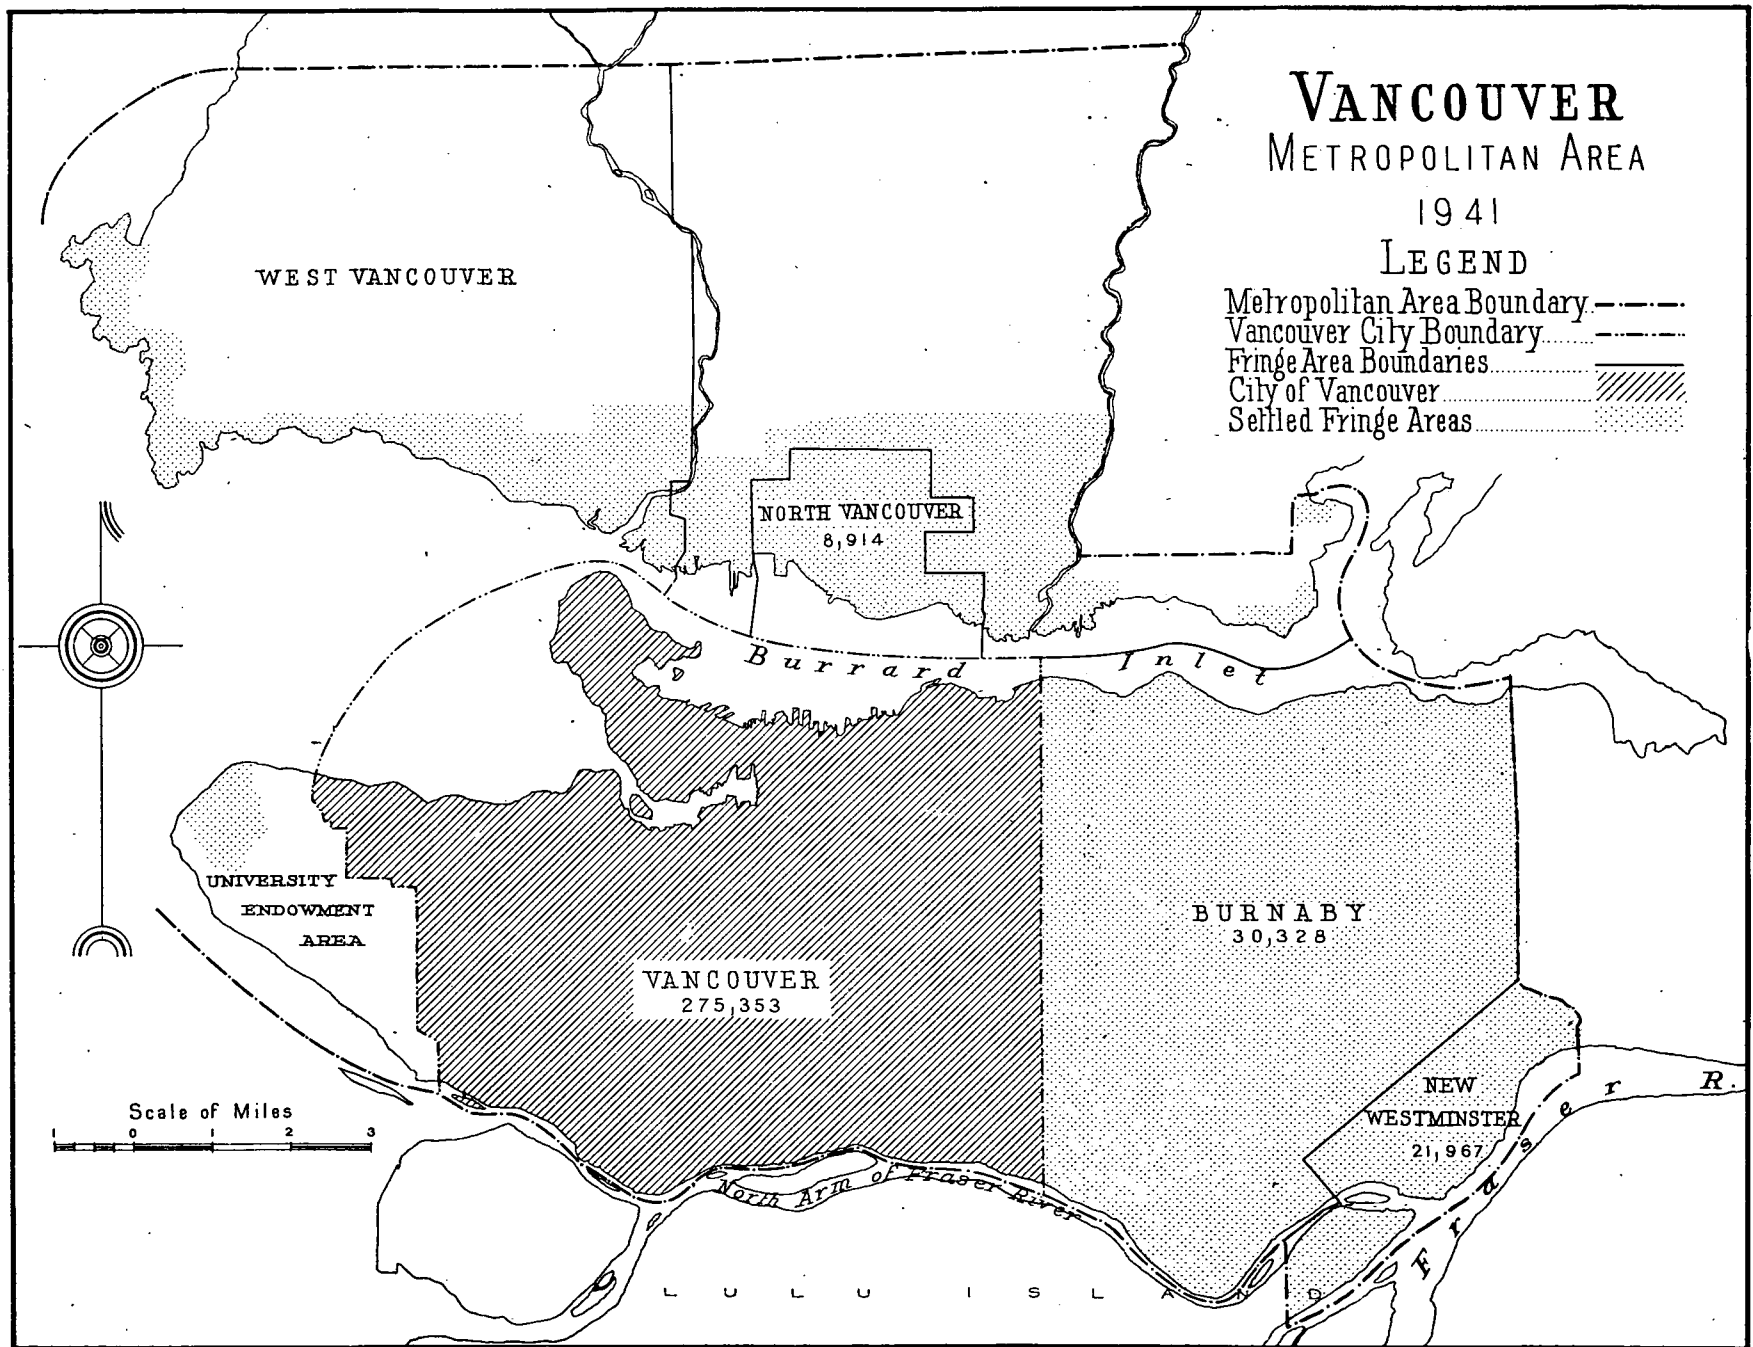 VANCOUVER
METROPOLITAN AREA
1941
LEGEND
Metropolitan Area Boundary
Vancouver City Boundary
Fringe Area Boundaries
City of Vancouver
Settled Fringe Areas
WEST VANCOUVER
NORTH VANCOUVER
8,914
Burrard Inlet
UNIVERSITY
ENDOWMENT
AREA
BURNABY
30,328
VANCOUVER
275,353
NEW
WESTMINSTER
21,967
Fraser R.
Scale of Miles
1 0 1 2 3
North Arm of Fraser River
LULU ISLAND